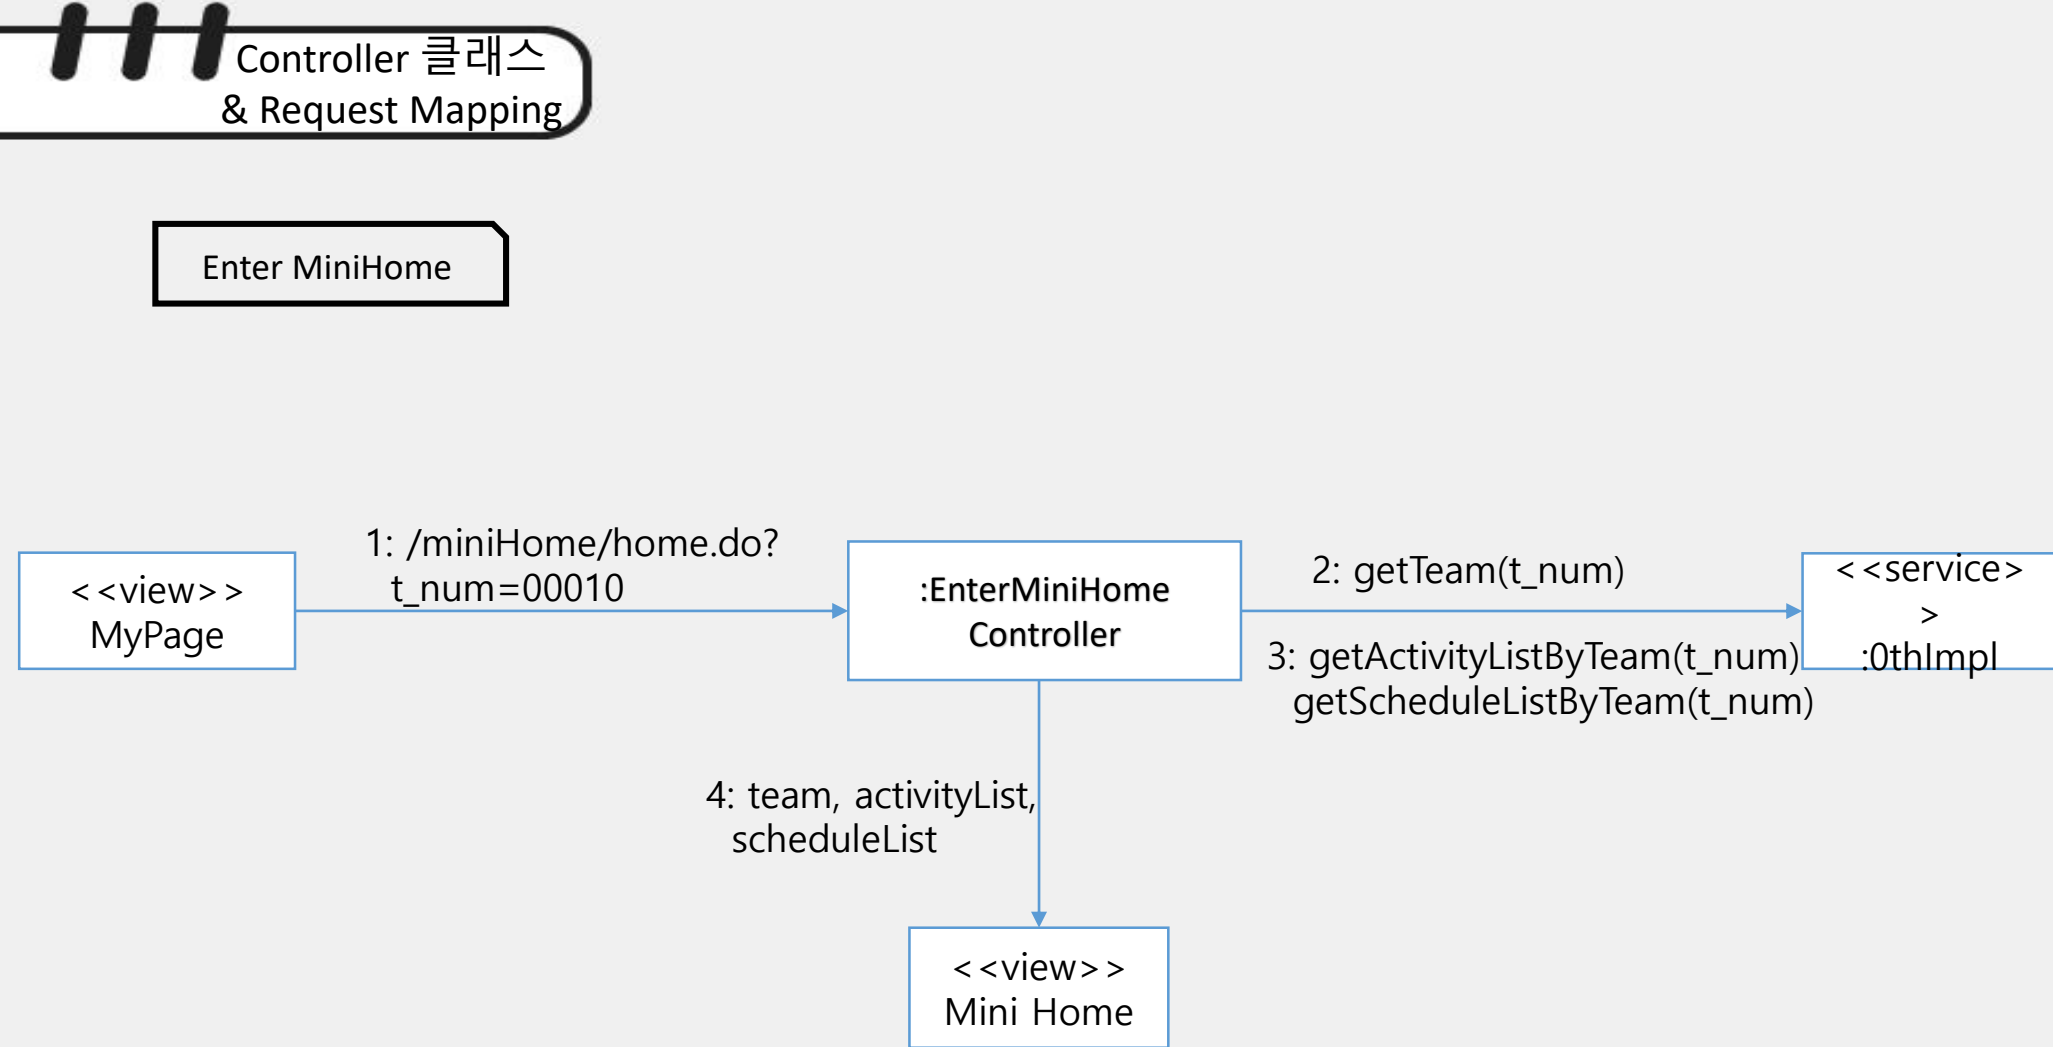 Controller 클래스
& Request Mapping
Enter MiniHome
1: /miniHome/home.do?
t_num=00010
<<view>>
MyPage
:EnterMiniHome
Controller
2: getTeam(t_num)
3: getActivityListByTeam(t_num)
getScheduleListByTeam(t_num)
<<service>
>
:0thImpl
4: team, activityList,
scheduleList
<<view>>
Mini Home